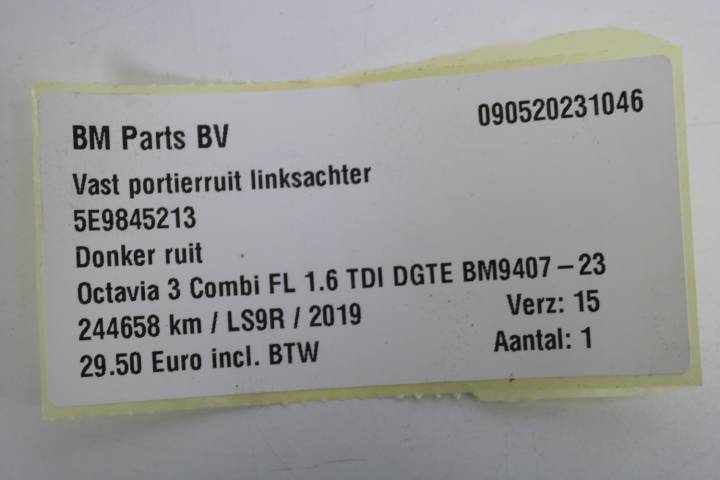 BM Parts BV 090520231046
Vast portierruit linksachter
5E9845213
Donker ruit
Octavia 3 Combi FL 1.6 TDI DGTE BM9407-23
244658 km / LS9R / 2019 Verz: 15
29.50 Euro incl. BTW Aantal: 1